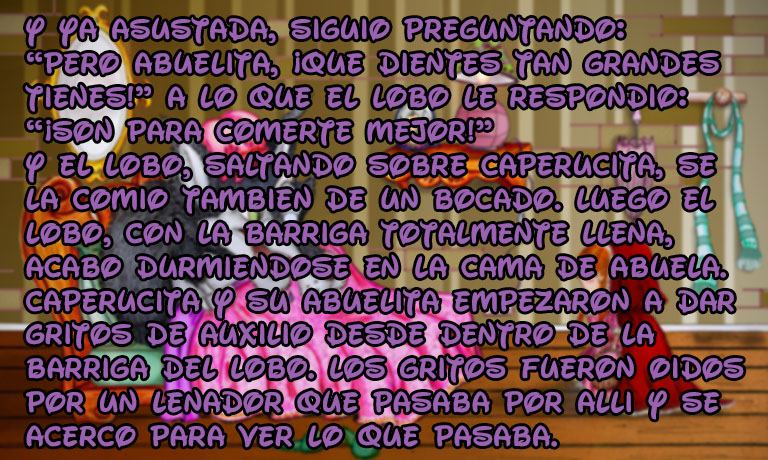 Y YA ASUSTADA, SIGUIO PREGUNTANDO:
“PERO ABUELITA, ¡QUE DIENTES TAN GRANDES
TIENES!” A LO QUE EL LOBO LE RESPONDIO:
“¡SON PARA COMERTE MEJOR!”
Y EL LOBO, SALTANDO SOBRE CAPERUCITA, SE
LA COMIO TAMBIEN DE UN BOCADO. LUEGO EL
LOBO, CON LA BARRIGA TOTALMENTE LLENA,
ACABO DURMIENDOSE EN LA CAMA DE ABUELA.
CAPERUCITA Y SU ABUELITA EMPEZARON A DAR
GRITOS DE AUXILIO DESDE DENTRO DE LA
BARRIGA DEL LOBO. LOS GRITOS FUERON OIDOS
POR UN LENADOR QUE PASABA POR ALLI Y SE
ACERCO PARA VER LO QUE PASABA.